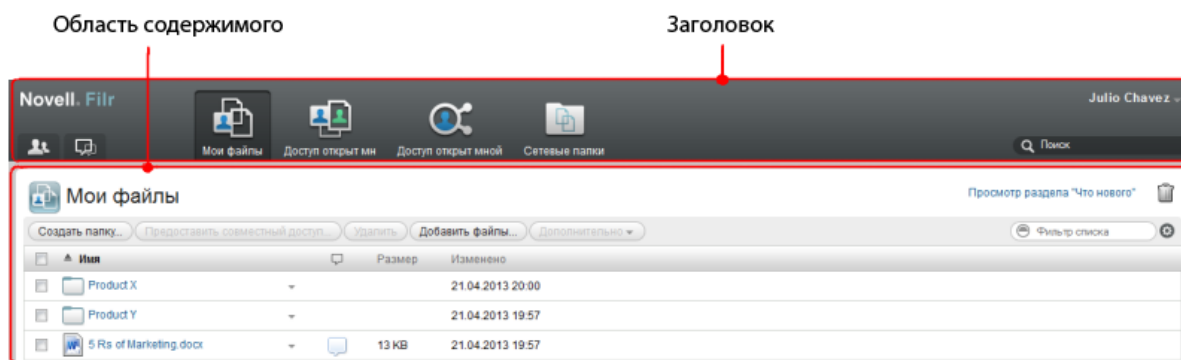 Область содержимого
Заголовок
Novell. Filr
Julio Chavez
Мои файлы
Доступ открыт мн
Доступ открыт мной
Сетевые папки
Поиск
Мои файлы
Просмотр раздела "Что нового"
Создать папку...
Предоставить совместный доступ...
Удалить
Добавить файлы...
Дополнительно
Фильтр списка
Имя
Размер
Изменено
Product X
21.04.2013 20:00
Product Y
21.04.2013 19:57
5 Rs of Marketing.docx
13 KB
21.04.2013 19:57